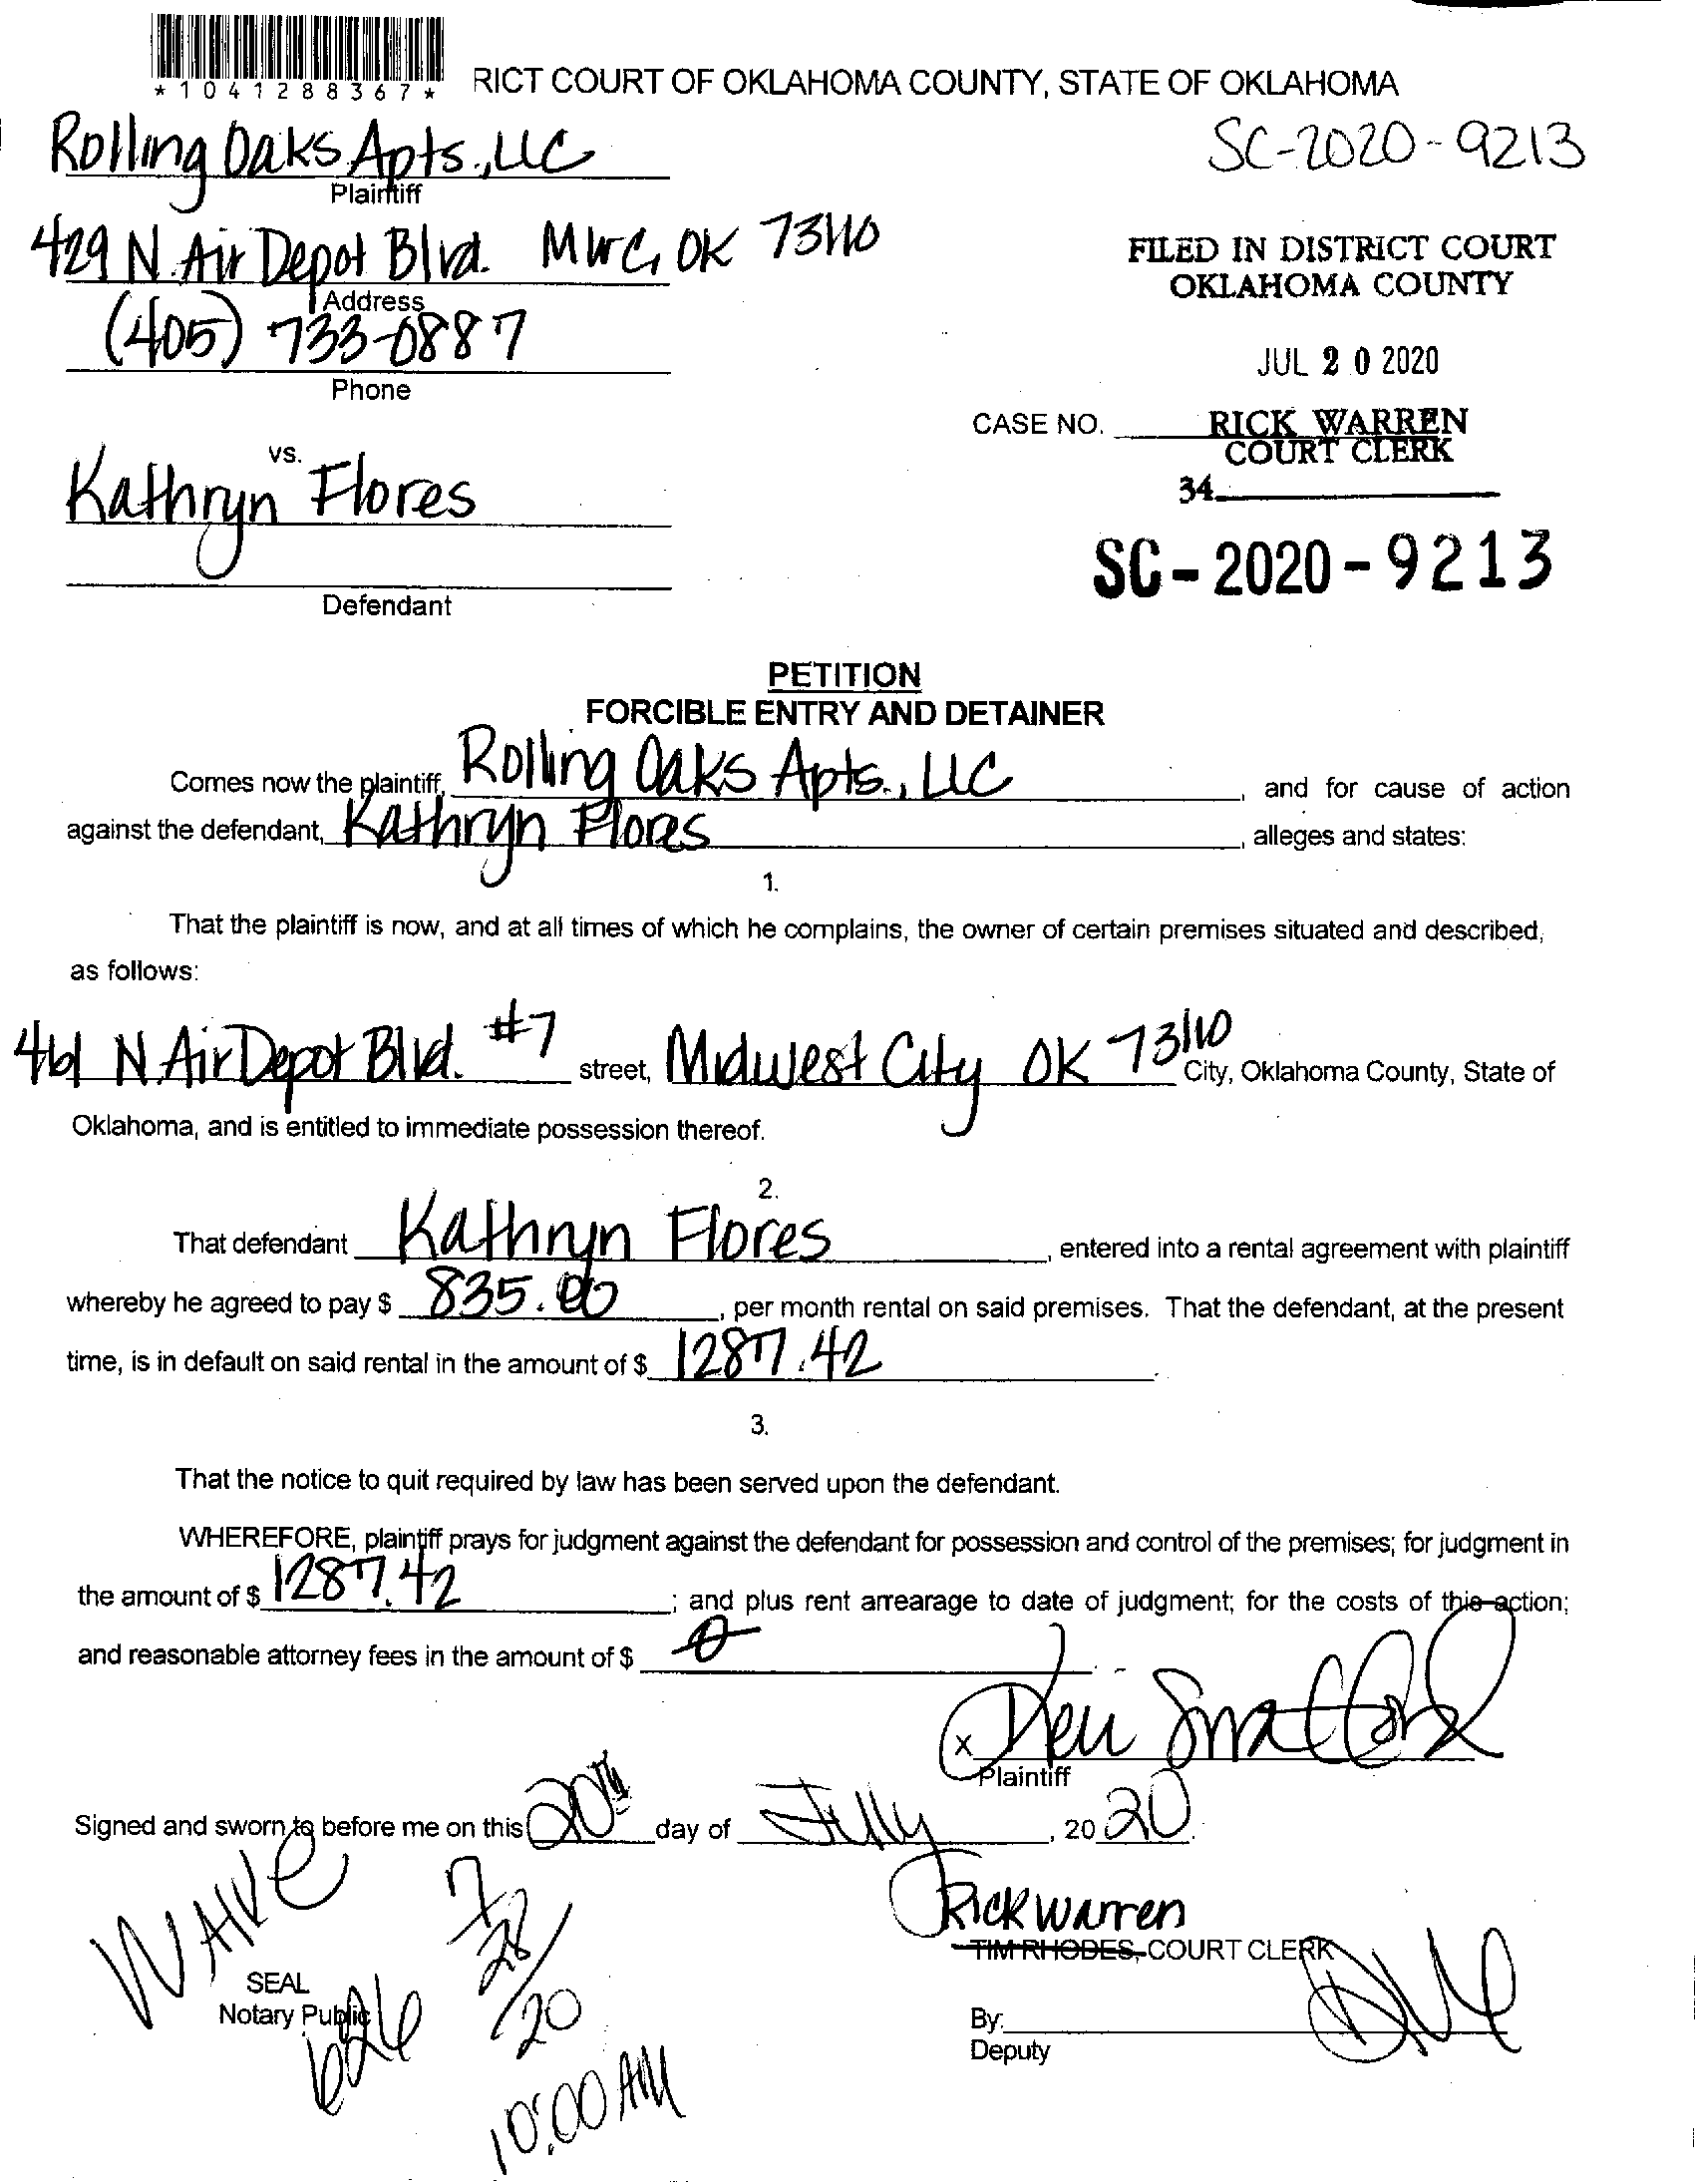 *1041288367*
RICT COURT OF OKLAHOMA COUNTY, STATE OF OKLAHOMA
Rolling Oaks Apts., LLC
Plaintiff
SC-2020-9213
429 N. Air Depot Blvd. MWC, OK 73110
Address
FILED IN DISTRICT COURT
OKLAHOMA COUNTY
(405) 733-0887
Phone
JUL 20 2020
CASE NO.
RICK WARREN
COURT CLERK
34
vs.
Kathryn Flores
Defendant
SC-2020-9213
PETITION
FORCIBLE ENTRY AND DETAINER
Comes now the plaintiff, Rolling Oaks Apts., LLC, and for cause of action
against the defendant, Kathryn Flores, alleges and states:
1.
That the plaintiff is now, and at all times of which he complains, the owner of certain premises situated and described,
as follows:
461 N. Air Depot Blvd. #7 street, Midwest City OK 73110 City, Oklahoma County, State of
Oklahoma, and is entitled to immediate possession thereof.
2.
That defendant Kathryn Flores, entered into a rental agreement with plaintiff
whereby he agreed to pay $ 835.00, per month rental on said premises. That the defendant, at the present
time, is in default on said rental in the amount of $ 1287.42.
3.
That the notice to quit required by law has been served upon the defendant.
WHEREFORE, plaintiff prays for judgment against the defendant for possession and control of the premises; for judgment in
the amount of $ 1287.42; and plus rent arrearage to date of judgment; for the costs of this action;
and reasonable attorney fees in the amount of $ 0
x
Plaintiff
Signed and sworn to before me on this 20th day of July, 2020.
WAIVE
7/28/20
Rick Warren
TIM RHODES, COURT CLERK
SEAL
Notary Public
By:
Deputy
10:00 AM